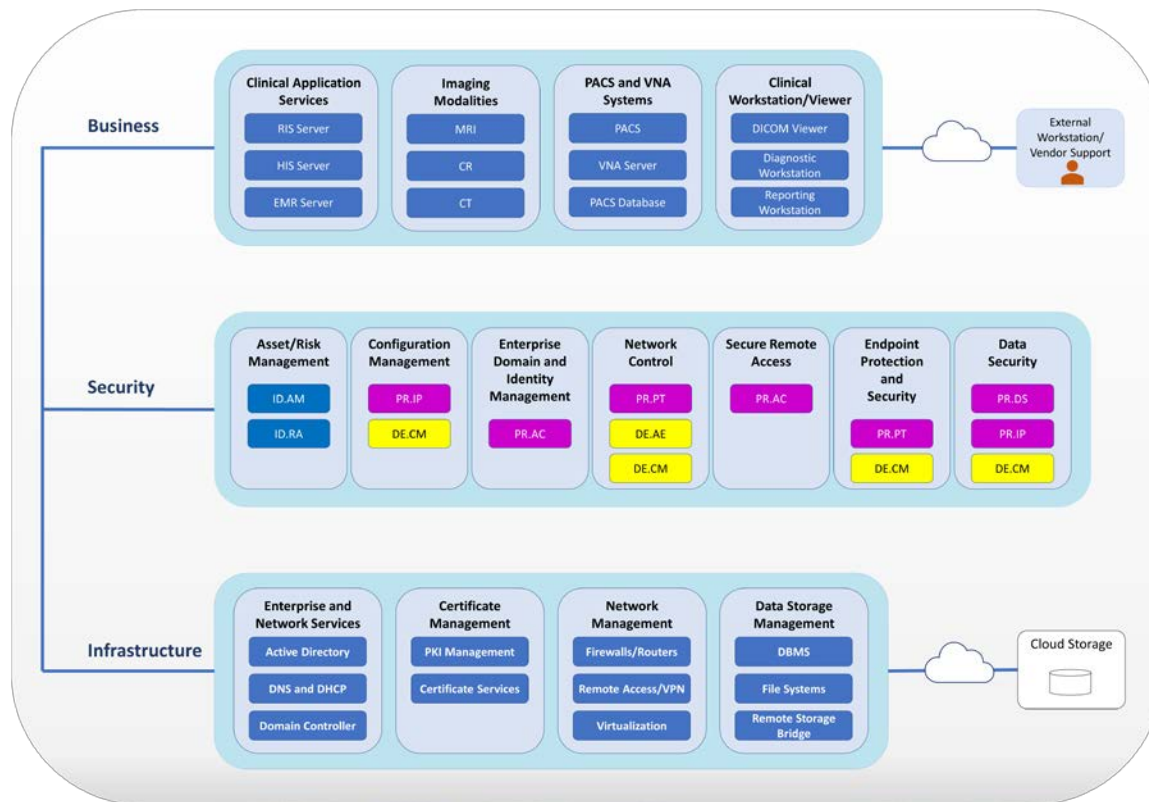 Business
Clinical Application
Services
RIS Server
HIS Server
EMR Server
Imaging
Modalities
MRI
CR
CT
PACS and VNA
Systems
PACS
VNA Server
PACS Database
Clinical
Workstation/Viewer
DICOM Viewer
Diagnostic
Workstation
Reporting
Workstation
External
Workstation/
Vendor Support
Security
Asset/Risk
Management
ID.AM
ID.RA
Configuration
Management
PR.IP
DE.CM
Enterprise
Domain and
Identity
Management
PR.AC
Network
Control
PR.PT
DE.AE
DE.CM
Secure Remote
Access
PR.AC
Endpoint
Protection
and
Security
PR.PT
DE.CM
Data
Security
PR.DS
PR.IP
DE.CM
Infrastructure
Enterprise and
Network Services
Active Directory
DNS and DHCP
Domain Controller
Certificate
Management
PKI Management
Certificate Services
Network
Management
Firewalls/Routers
Remote Access/VPN
Virtualization
Data Storage
Management
DBMS
File Systems
Remote Storage
Bridge
Cloud Storage